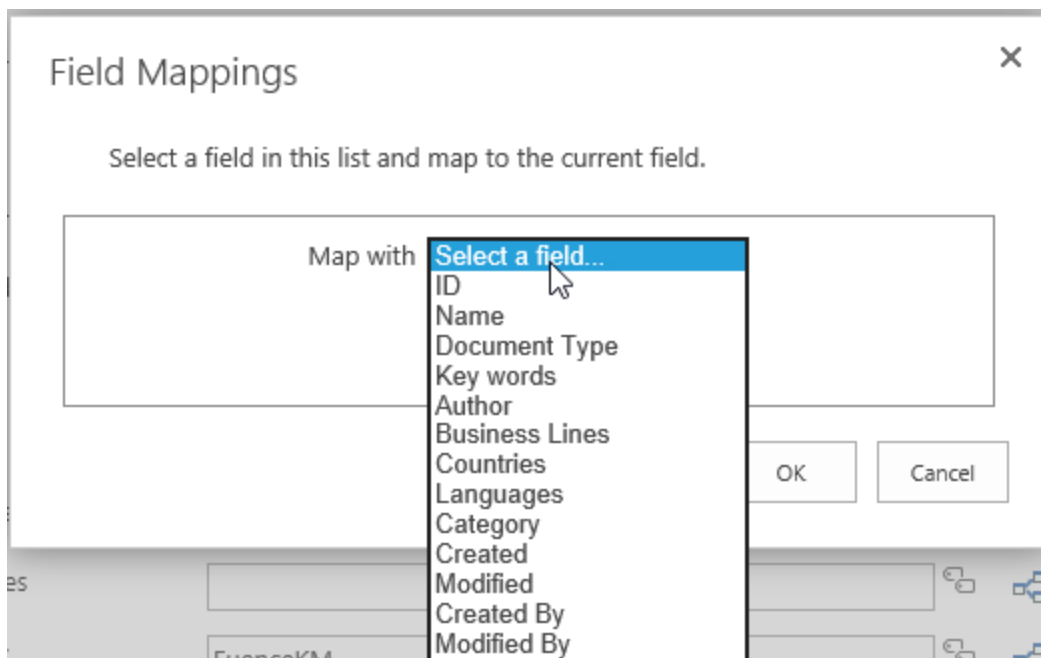 Field Mappings
Select a field in this list and map to the current field.
Map with Select a field...
ID
Name
Document Type
Key words
Author
Business Lines
Countries
OK
Cancel
Languages
Category
Created
Modified
Created By
Modified By
es